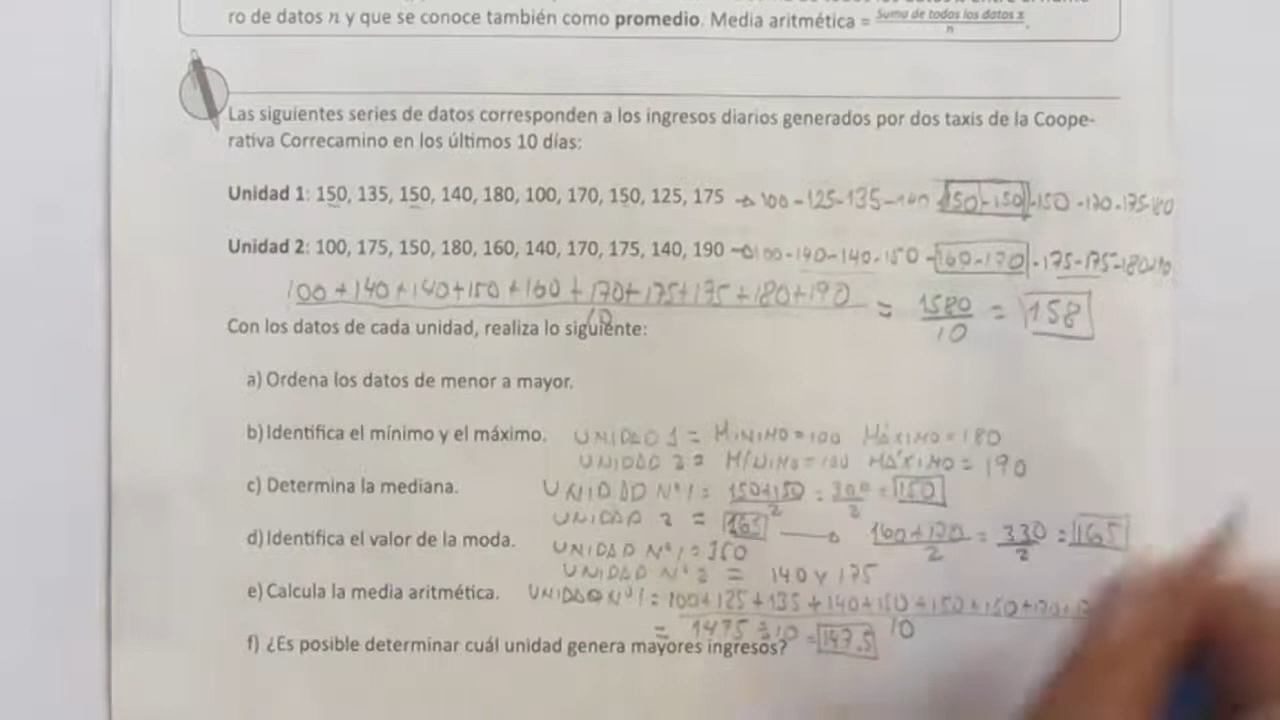 ro de datos n y que se conoce también como promedio. Media aritmética = Suma de todos los datos x / n.
Las siguientes series de datos corresponden a los ingresos diarios generados por dos taxis de la Coope-
rativa Correcamino en los últimos 10 días:
Unidad 1: 150, 135, 150, 140, 180, 100, 170, 150, 125, 175 → 100-125-135-140 150-150-150-170-175-180
Unidad 2: 100, 175, 150, 180, 160, 140, 170, 175, 140, 190 → 100-140-140-150-160-170-175-175-180-190
100+140+140+150+160+170+175+175+180+190 / 10 = 1580/10 = 158
Con los datos de cada unidad, realiza lo siguiente:
a) Ordena los datos de menor a mayor.
b) Identifica el mínimo y el máximo. UNIDAD 1 = MÍNIMO=100 MÁXIMO=180
UNIDAD 2= MÍNIMO=100 MÁXIMO=190
c) Determina la mediana. UNIDAD Nº1= 150+150/2 = 300/2 = 150
UNIDAD 2 = 165 → 160+170/2 = 330/2 = 165
d) Identifica el valor de la moda. UNIDAD Nº1=150
UNIDAD Nº2 = 140 Y 175
e) Calcula la media aritmética. UNIDAD Nº1=100+125+135+140+150+150+150+170+
= 1475÷10 = 147.5 10
f) ¿Es posible determinar cuál unidad genera mayores ingresos?